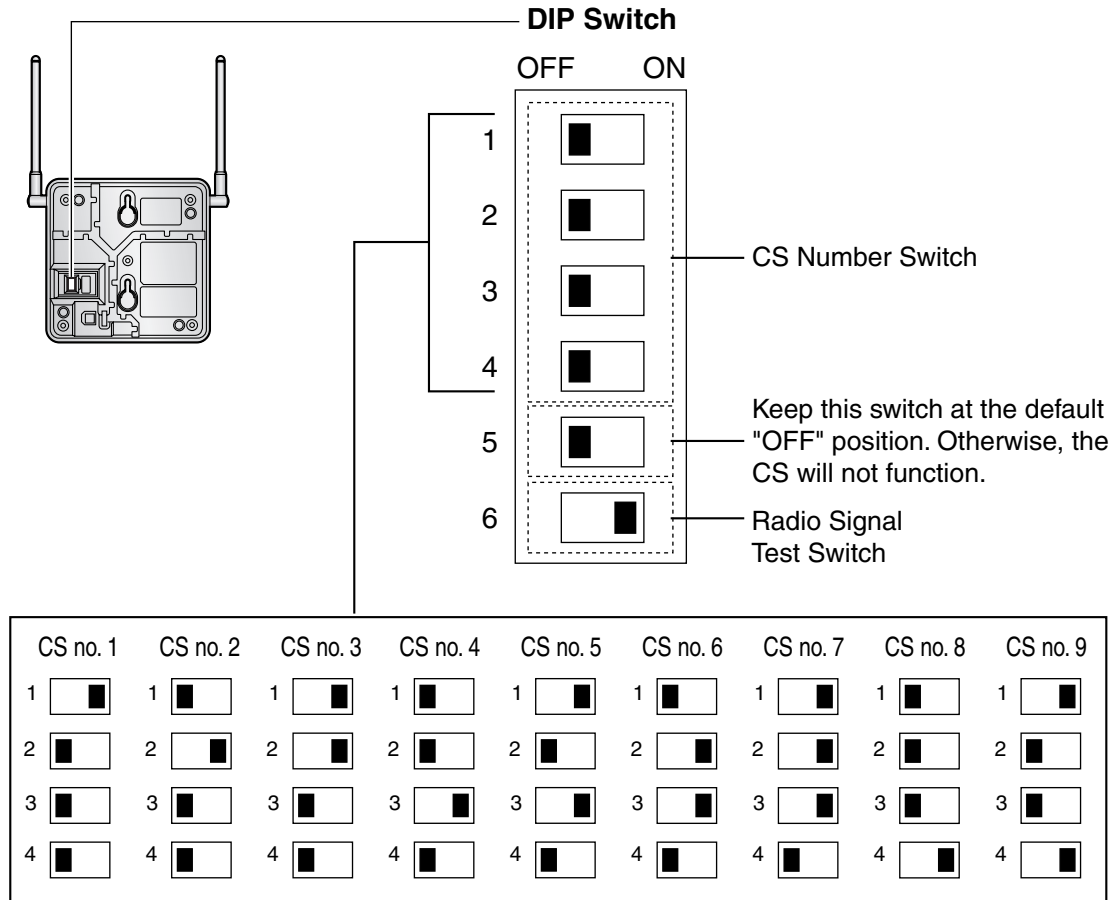 DIP Switch
OFF ON
1
2
3
4
5
6
CS Number Switch
Keep this switch at the default
"OFF" position. Otherwise, the
CS will not function.
Radio Signal
Test Switch
CS no. 1 CS no. 2 CS no. 3 CS no. 4 CS no. 5 CS no. 6 CS no. 7 CS no. 8 CS no. 9
1 1 1 1 1 1 1 1 1
2 2 2 2 2 2 2 2 2
3 3 3 3 3 3 3 3 3
4 4 4 4 4 4 4 4 4